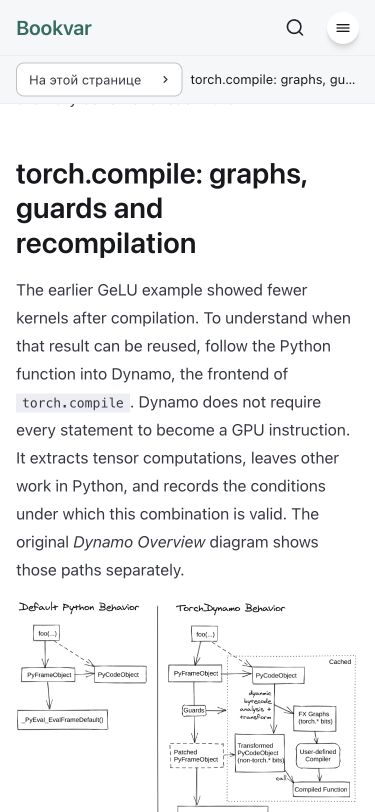 Bookvar
На этой странице
torch.compile: graphs, gu...
torch.compile: graphs,
guards and
recompilation
The earlier GeLU example showed fewer
kernels after compilation. To understand when
that result can be reused, follow the Python
function into Dynamo, the frontend of
torch.compile. Dynamo does not require
every statement to become a GPU instruction.
It extracts tensor computations, leaves other
work in Python, and records the conditions
under which this combination is valid. The
original Dynamo Overview diagram shows
those paths separately.
Default Python Behavior
foo(...)
PyFrameObject
PyCodeObject
_PyEval_EvalFrameDefault()
TorchDynamo Behavior
foo(...)
Cached
PyFrameObject
PyCodeObject
dynamic
bytecode
analysis +
transform
Guards
FX Graphs
(torch.* bits)
Patched
PyFrameObject
Transformed
PyCodeObject
(non-torch.* bits)
User-defined
Compiler
call
Compiled Function